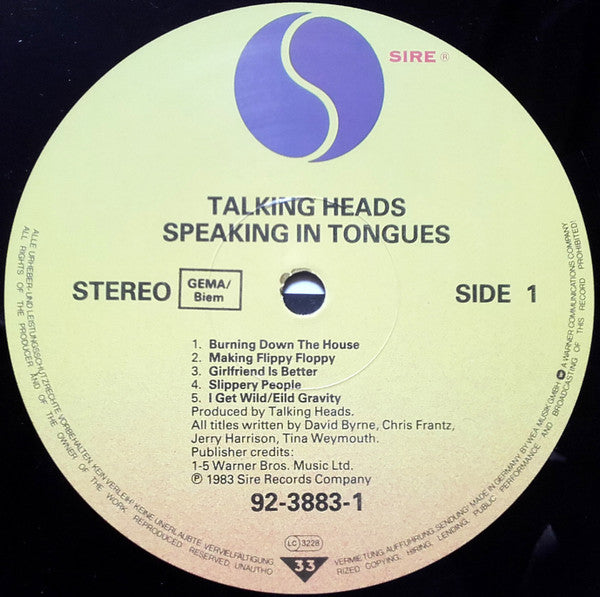 SIRE ®
TALKING HEADS
SPEAKING IN TONGUES
STEREO
GEMA/
Biem
SIDE 1
1. Burning Down The House
2. Making Flippy Floppy
3. Girlfriend Is Better
4. Slippery People
5. I Get Wild/Eild Gravity
Produced by Talking Heads.
All titles written by David Byrne, Chris Frantz,
Jerry Harrison, Tina Weymouth.
Publisher credits:
1-5 Warner Bros. Music Ltd.
℗ 1983 Sire Records Company
92-3883-1
LC 3228
33
ALLE URHEBER- UND LEISTUNGSSCHUTZRECHTE VORBEHALTEN. KEIN VERLEIH! KEINE UNERLAUBTE VERVIELFÄLTIGUNG,
VERMIETUNG, AUFFÜHRUNG, SENDUNG! MADE IN GERMANY BY WEA MUSIK GMBH A WARNER COMMUNICATIONS COMPANY
ALL RIGHTS OF THE PRODUCER AND OF THE OWNER OF THE WORK REPRODUCED RESERVED. UNAUTHO
RIZED COPYING, HIRING, LENDING, PUBLIC PERFORMANCE AND BROADCASTING OF THIS RECORD PROHIBITED)